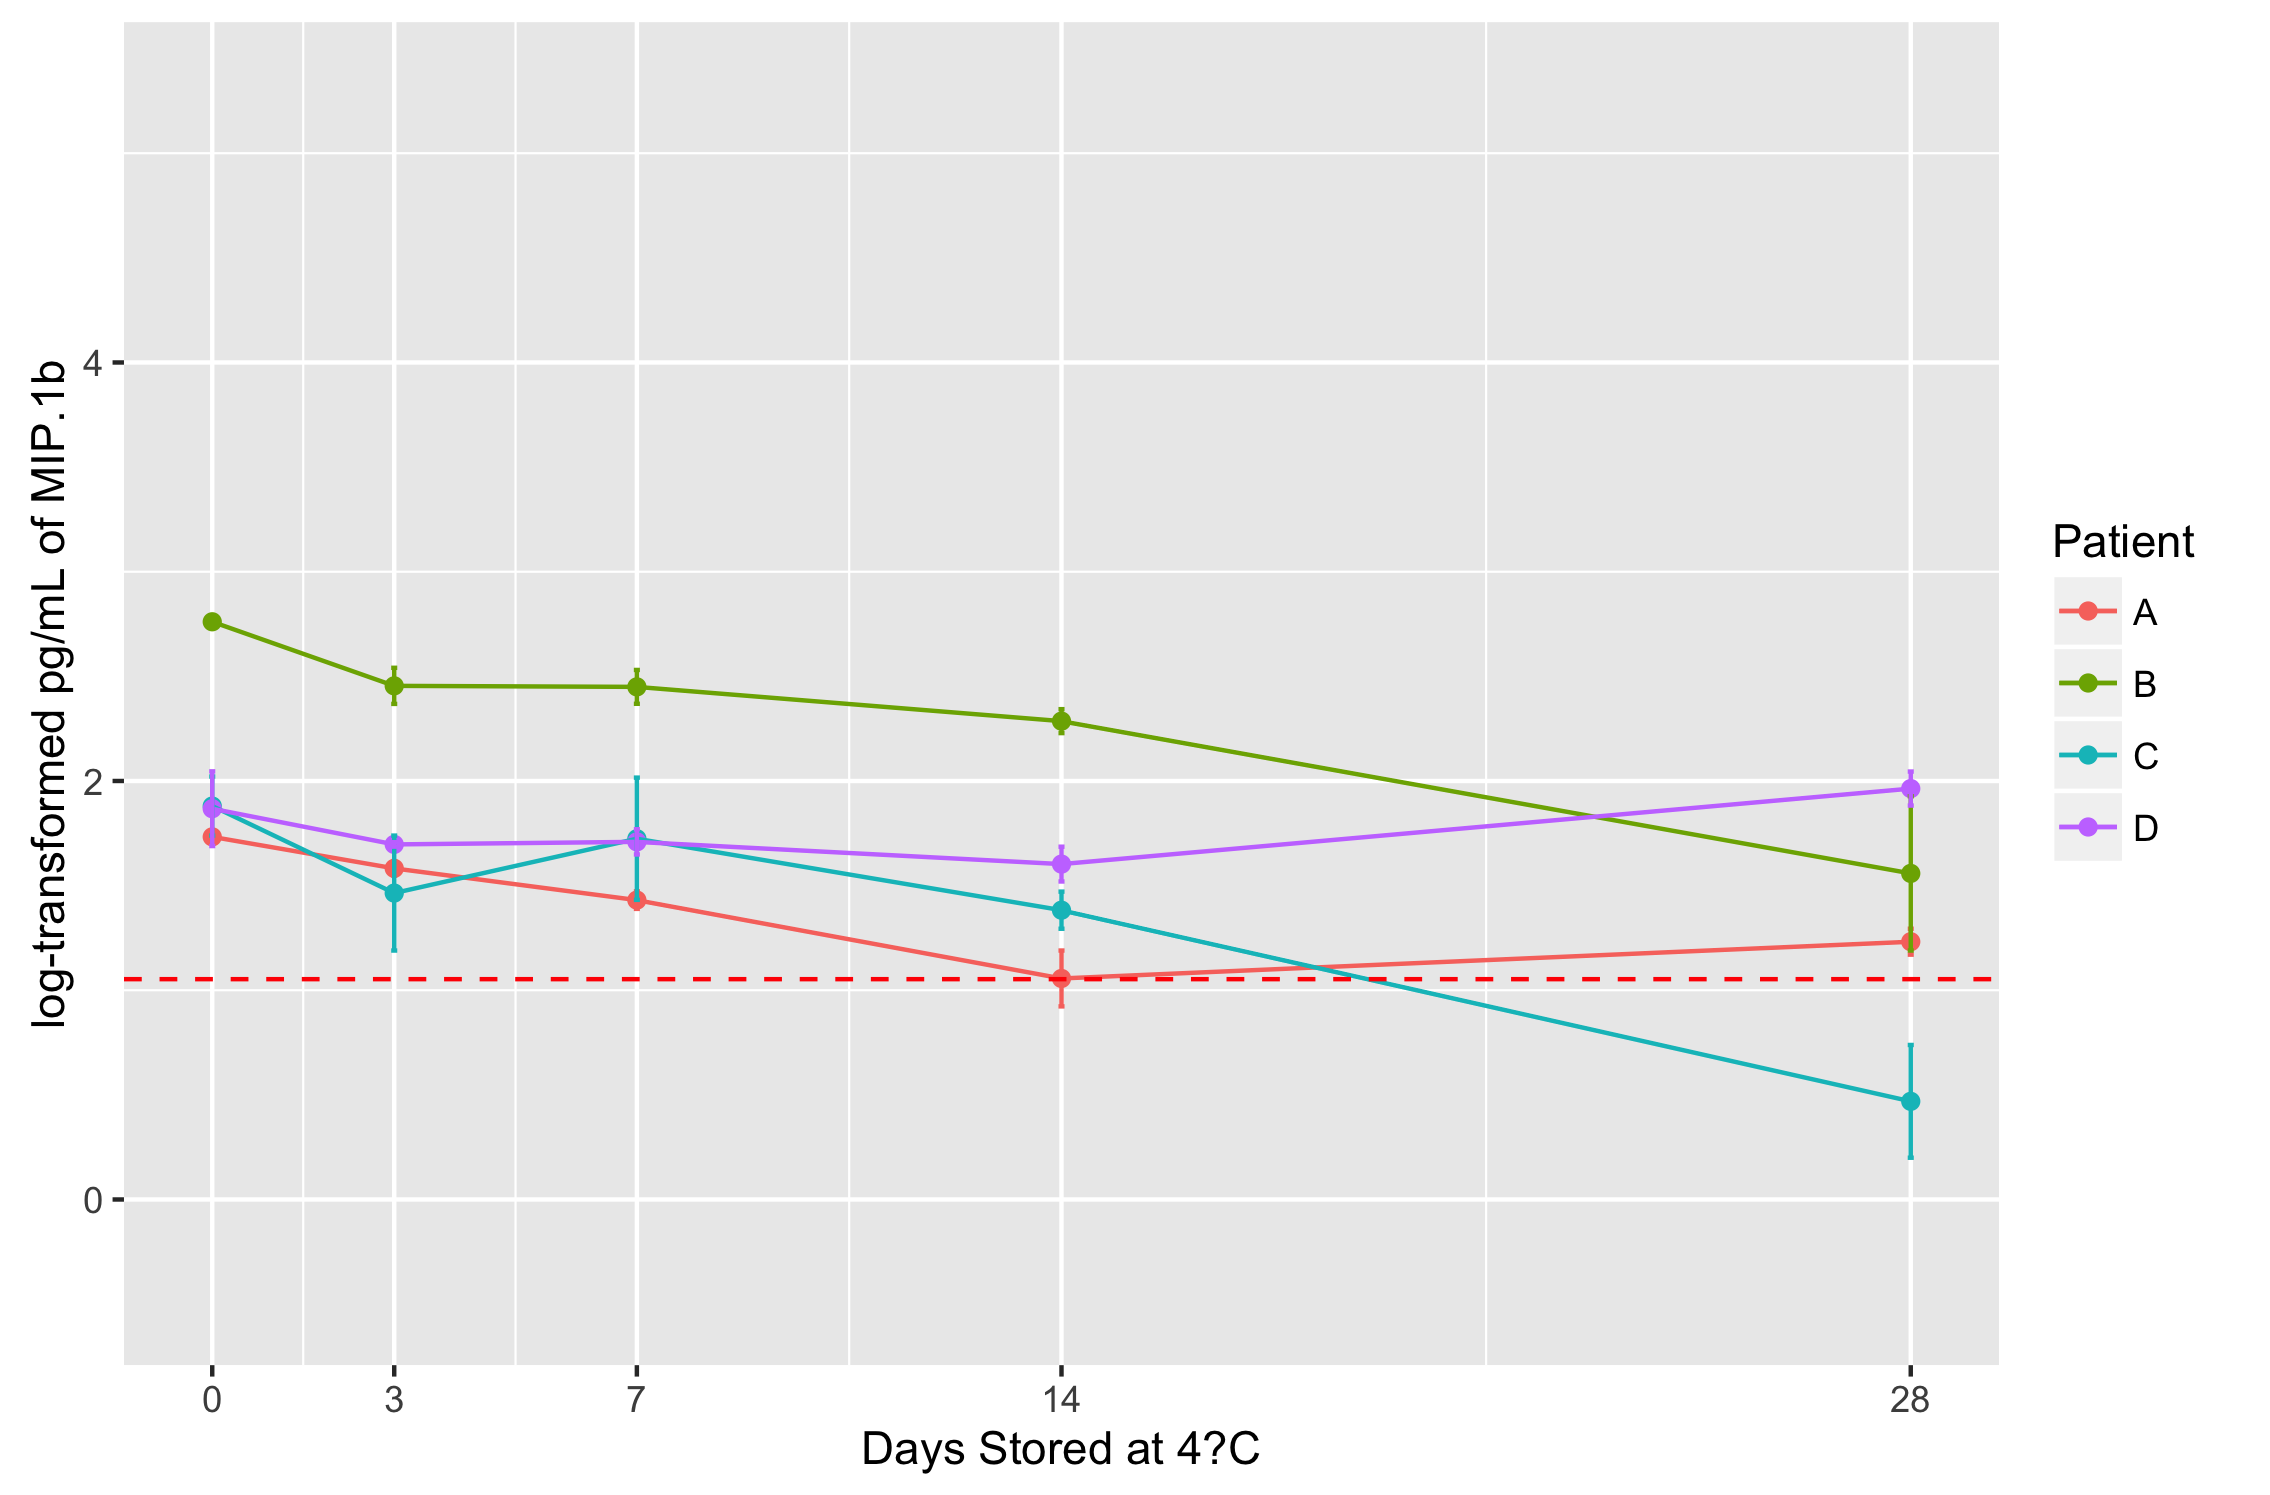 log-transformed pg/mL of MIP.1b
4
2
0
0 3 7 14 28
Days Stored at 4?C
Patient
A
B
C
D